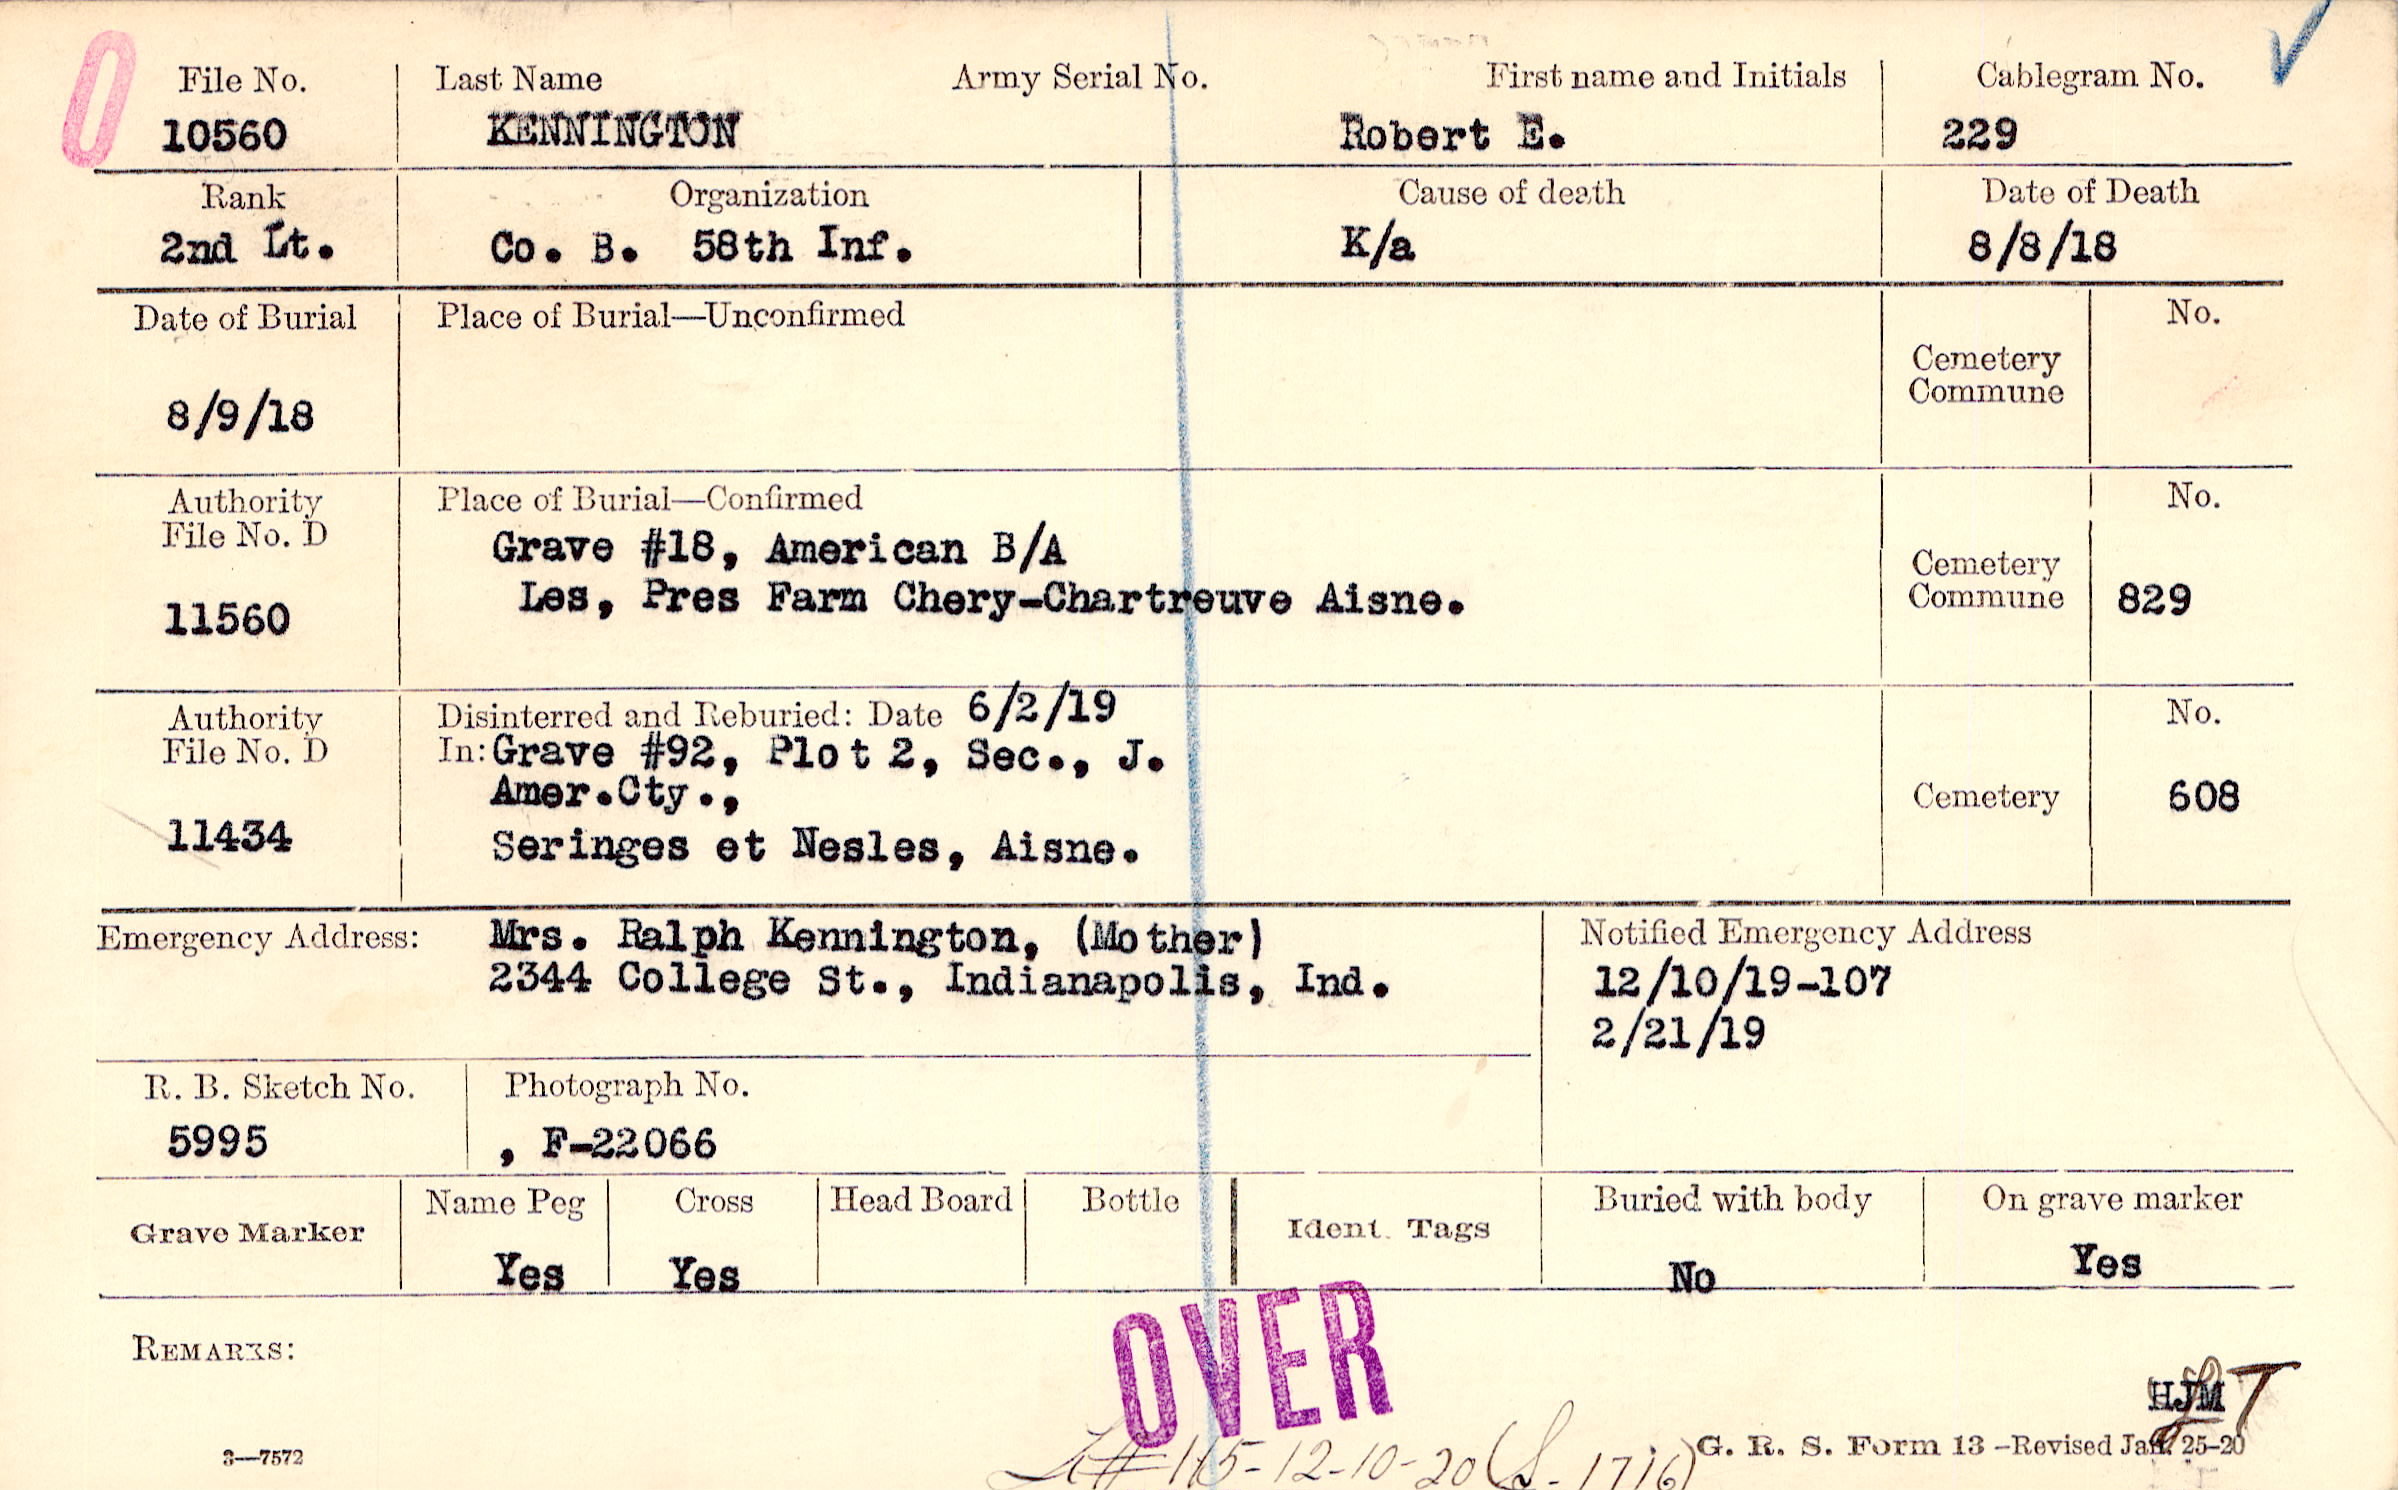 O
File No. Last Name Army Serial No. First name and Initials Cablegram No.
10560 KENNINGTON Robert E. 229
Rank Organization Cause of death Date of Death
2nd Lt. Co. B. 58th Inf. K/a 8/8/18
Date of Burial Place of Burial—Unconfirmed No.
Cemetery
Commune
8/9/18
Authority Place of Burial—Confirmed No.
File No. D Grave #18, American B/A
Cemetery
Les, Pres Farm Chery-Chartreuve Aisne. Commune 829
11560
Authority Disinterred and Reburied: Date 6/2/19 No.
File No. D In: Grave #92, Plot 2, Sec., J.
Amer.Cty., Cemetery 608
11434 Seringes et Nesles, Aisne.
Emergency Address: Mrs. Ralph Kennington, (Mother) Notified Emergency Address
2344 College St., Indianapolis, Ind. 12/10/19-107
2/21/19
R. B. Sketch No. Photograph No.
5995 , F-22066
Grave Marker Name Peg Cross Head Board Bottle Ident. Tags Buried with body On grave marker
Yes Yes No Yes
OVER
REMARKS:
HJM
3—7572 115-12-10-20 (S-1716) G. R. S. Form 13 -Revised Jan. 25-20